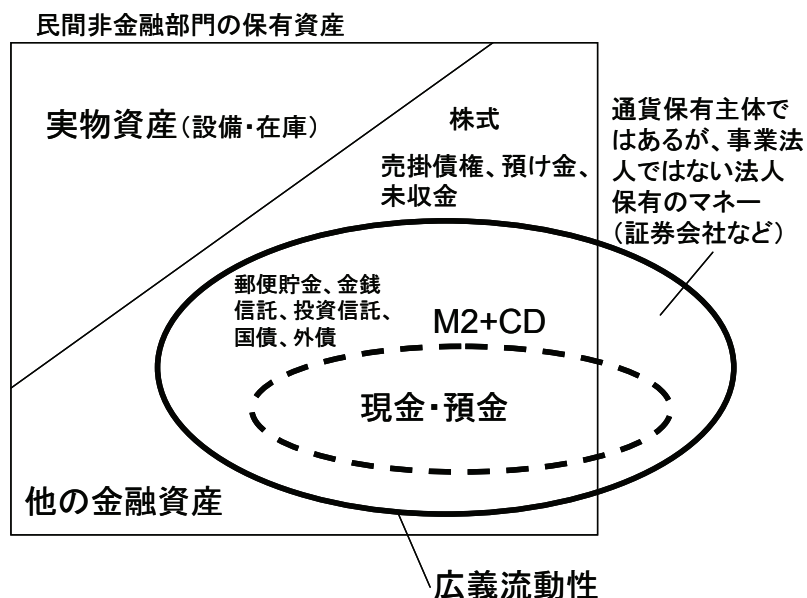 民間非金融部門の保有資産
実物資産(設備・在庫)
株式
売掛債権、預け金、
未収金
通貨保有主体で
はあるが、事業法
人ではない法人
保有のマネー
(証券会社など)
郵便貯金、金銭
信託、投資信託、
国債、外債
M2+CD
現金・預金
他の金融資産
広義流動性